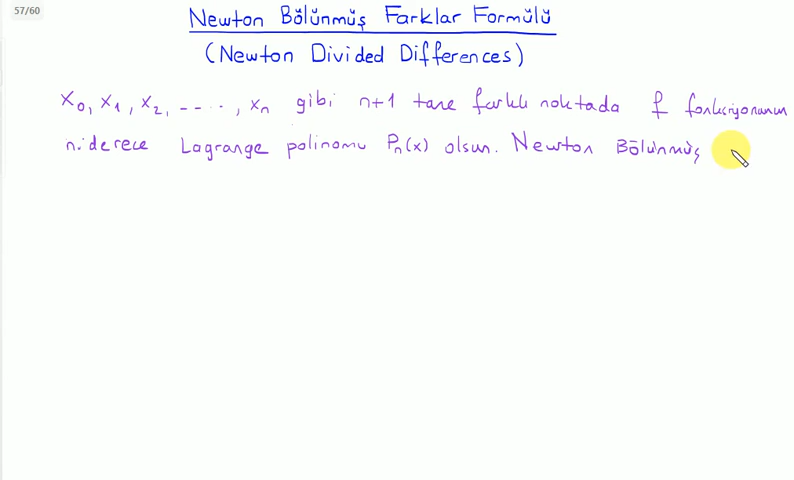 57/60
Newton Bölünmüş Farklar Formülü
(Newton Divided Differences)
x₀, x₁, x₂, -----, xₙ gibi n+1 tane farklı noktada f fonksiyonunun
n.derece Lagrange polinomu Pₙ(x) olsun. Newton Bölünmüş